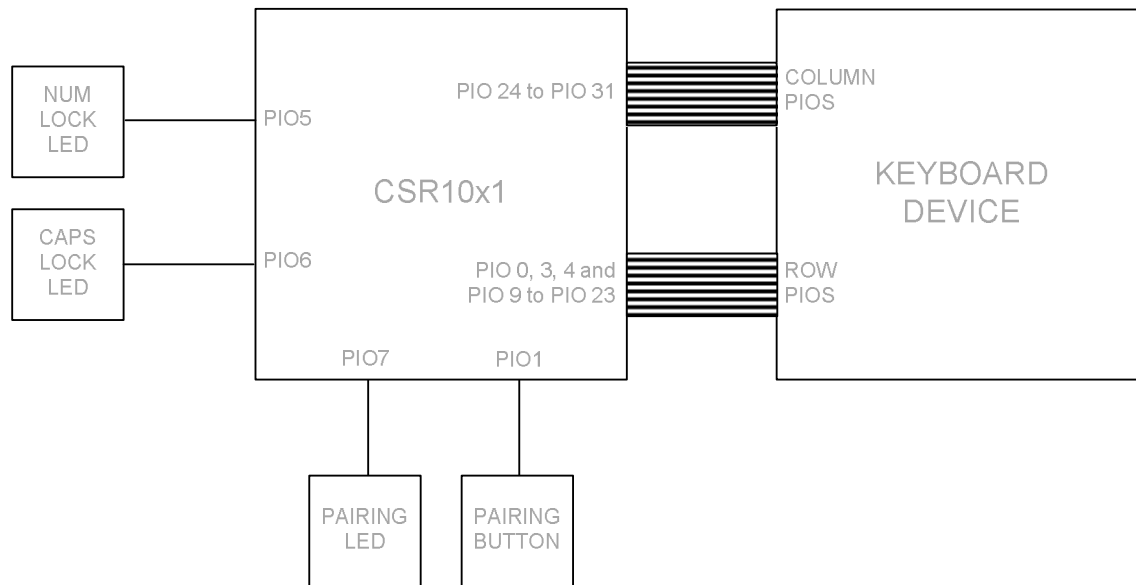 NUM
LOCK
LED
PIO5
CAPS
LOCK
LED
PIO6
CSR10x1
PIO 24 to PIO 31
PIO 0, 3, 4 and
PIO 9 to PIO 23
PIO7
PIO1
COLUMN
PIOS
KEYBOARD
DEVICE
ROW
PIOS
PAIRING
LED
PAIRING
BUTTON